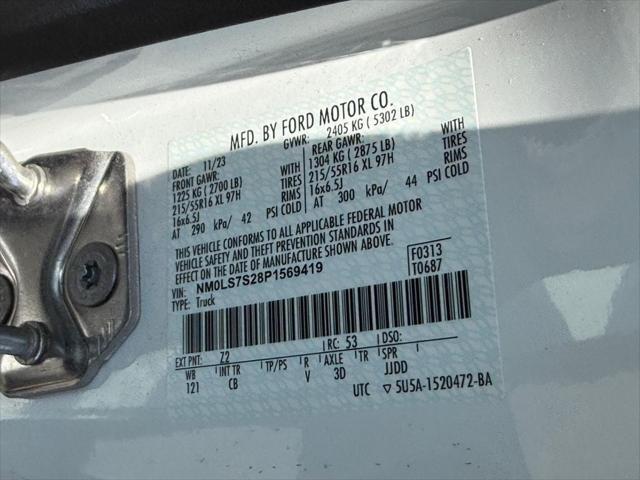 MFD. BY FORD MOTOR CO.
DATE: 11/23 GVWR: 2405 KG ( 5302 LB)
FRONT GAWR: REAR GAWR:
1225 KG ( 2700 LB) WITH 1304 KG ( 2875 LB) WITH
215/55R16 XL 97H TIRES 215/55R16 XL 97H TIRES
16x6.5J RIMS 16x6.5J RIMS
AT 290 kPa/ 42 PSI COLD AT 300 kPa/ 44 PSI COLD
THIS VEHICLE CONFORMS TO ALL APPLICABLE FEDERAL MOTOR
VEHICLE SAFETY AND THEFT PREVENTION STANDARDS IN
EFFECT ON THE DATE OF MANUFACTURE SHOWN ABOVE.
VIN: NM0LS7S28P1569419 F0313
TYPE: Truck T0687
EXT PNT: Z2 RC: 53 DSO:
WB INT TR TP/PS R AXLE TR SPR
121 CB V 3D JJDD
UTC ▽ 5U5A-1520472-BA